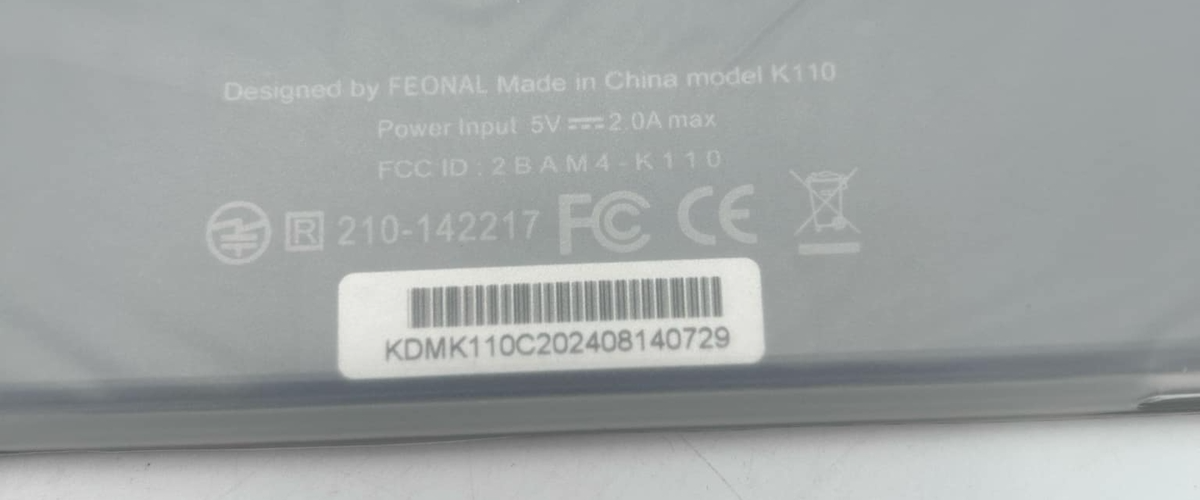 Designed by FEONAL Made in China model K110
Power Input 5V⎓2.0A max
FCC ID : 2BAM4-K110
R 210-142217 FC CE
KDMK110C202408140729